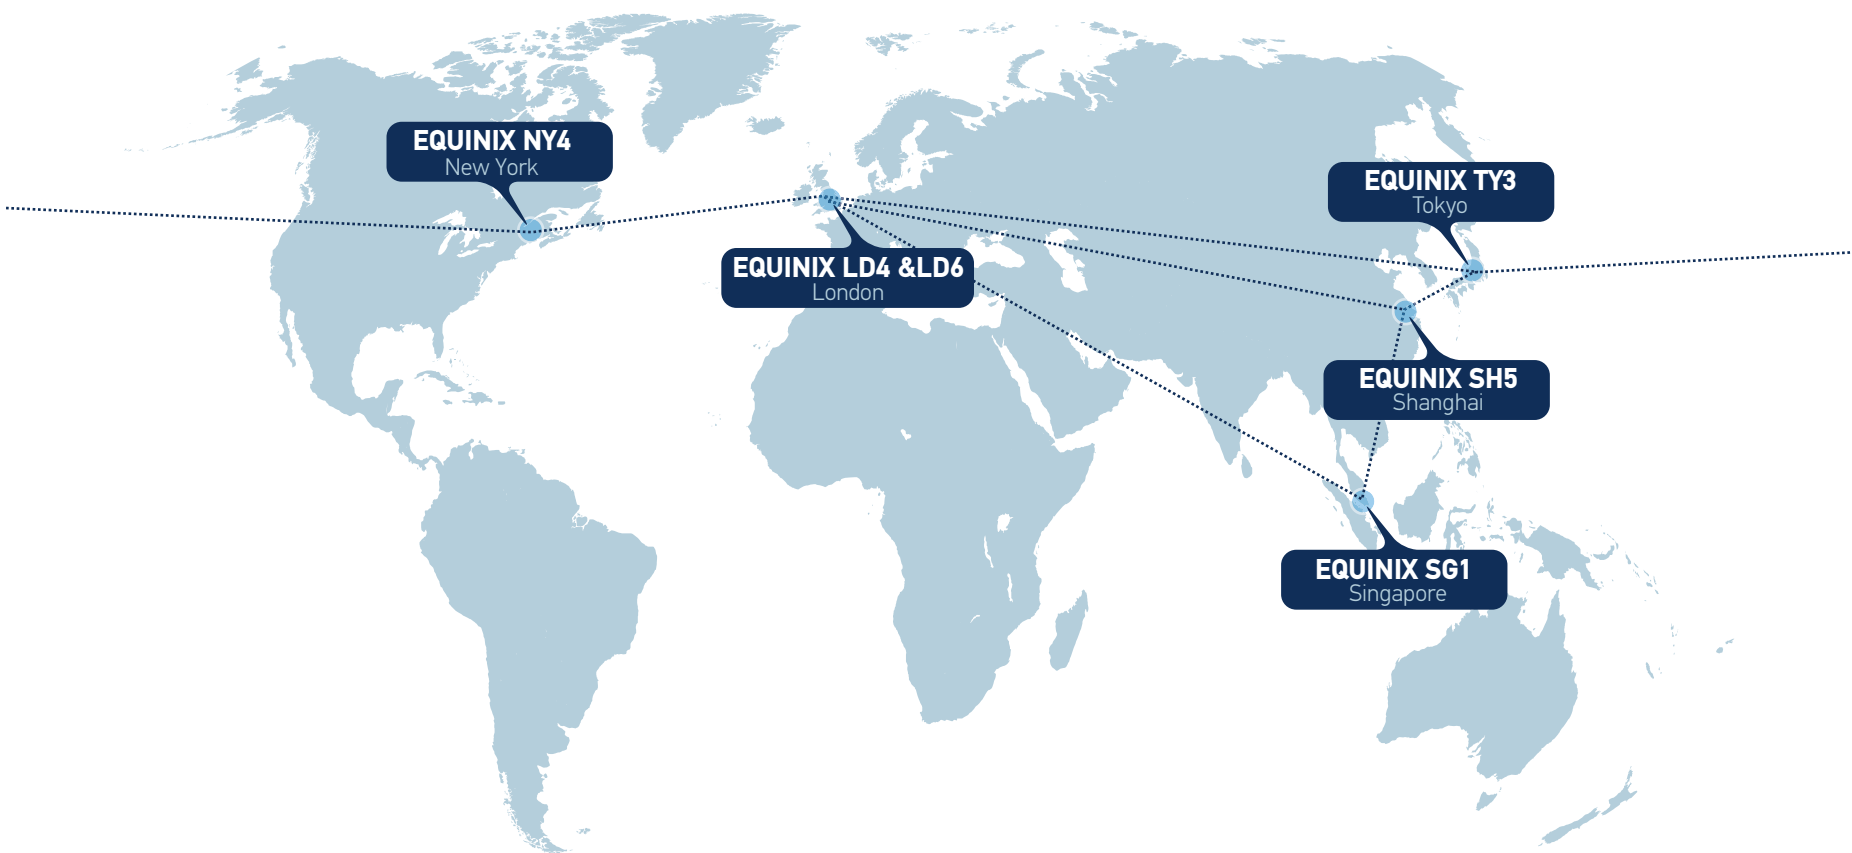 EQUINIX NY4
New York
EQUINIX TY3
Tokyo
EQUINIX LD4 &LD6
London
EQUINIX SH5
Shanghai
EQUINIX SG1
Singapore